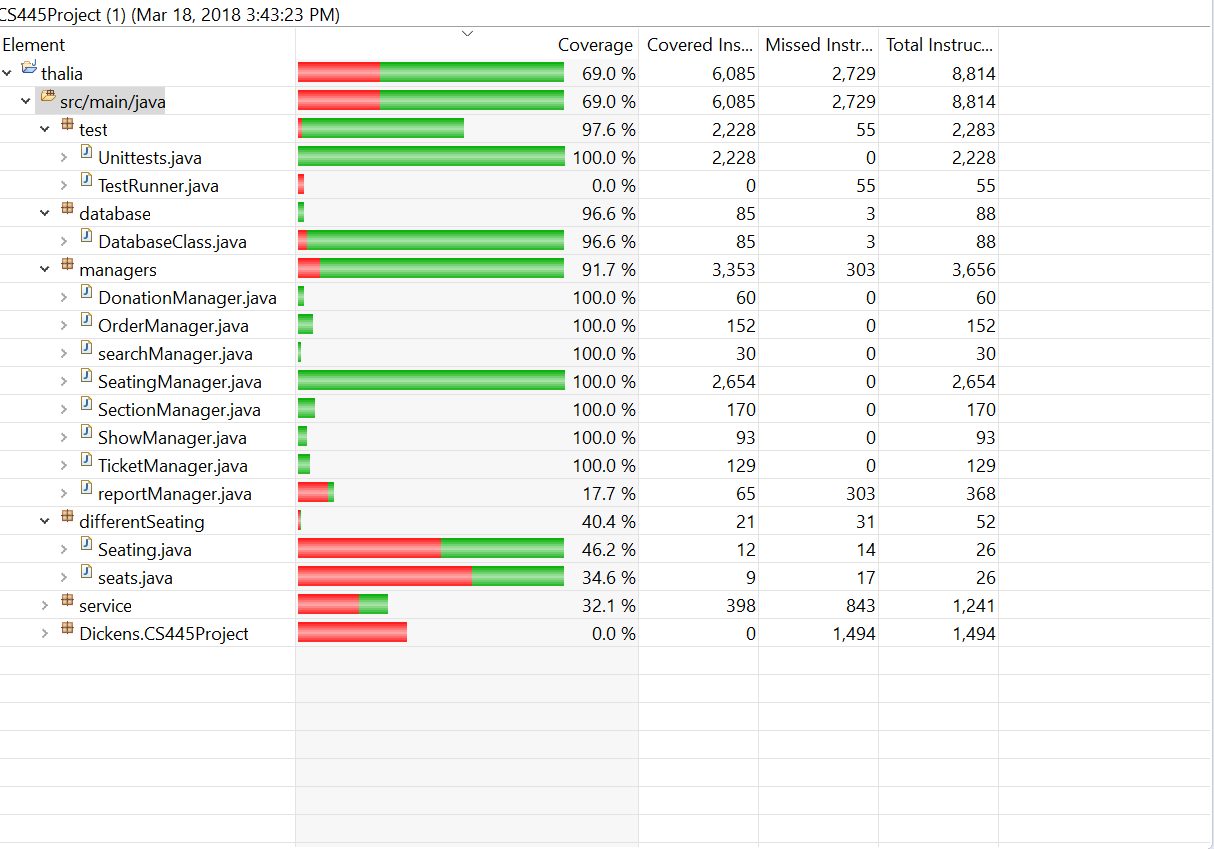 CS445Project (1) (Mar 18, 2018 3:43:23 PM)
Element Coverage Covered Ins... Missed Instr... Total Instruc...
thalia 69.0 % 6,085 2,729 8,814
src/main/java 69.0 % 6,085 2,729 8,814
test 97.6 % 2,228 55 2,283
Unittests.java 100.0 % 2,228 0 2,228
TestRunner.java 0.0 % 0 55 55
database 96.6 % 85 3 88
DatabaseClass.java 96.6 % 85 3 88
managers 91.7 % 3,353 303 3,656
DonationManager.java 100.0 % 60 0 60
OrderManager.java 100.0 % 152 0 152
searchManager.java 100.0 % 30 0 30
SeatingManager.java 100.0 % 2,654 0 2,654
SectionManager.java 100.0 % 170 0 170
ShowManager.java 100.0 % 93 0 93
TicketManager.java 100.0 % 129 0 129
reportManager.java 17.7 % 65 303 368
differentSeating 40.4 % 21 31 52
Seating.java 46.2 % 12 14 26
seats.java 34.6 % 9 17 26
service 32.1 % 398 843 1,241
Dickens.CS445Project 0.0 % 0 1,494 1,494